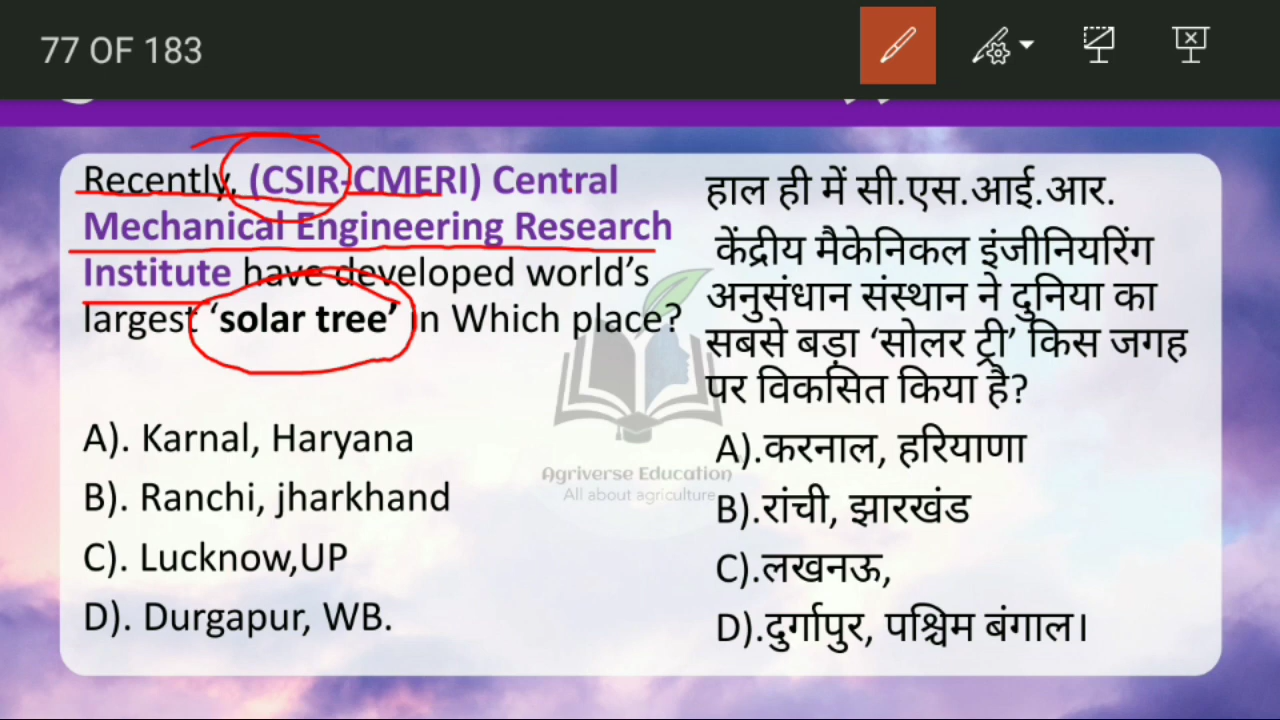 77 OF 183
Recently, (CSIR-CMERI) Central
Mechanical Engineering Research
Institute have developed world's
largest 'solar tree' in Which place?
A). Karnal, Haryana
B). Ranchi, jharkhand
C). Lucknow,UP
D). Durgapur, WB.
हाल ही में सी.एस.आई.आर.
केंद्रीय मैकेनिकल इंजीनियरिंग
अनुसंधान संस्थान ने दुनिया का
सबसे बड़ा 'सोलर ट्री' किस जगह
पर विकसित किया है?
A).करनाल, हरियाणा
B).रांची, झारखंड
C).लखनऊ,
D).दुर्गापुर, पश्चिम बंगाल।
Agriverse Education
All about agriculture